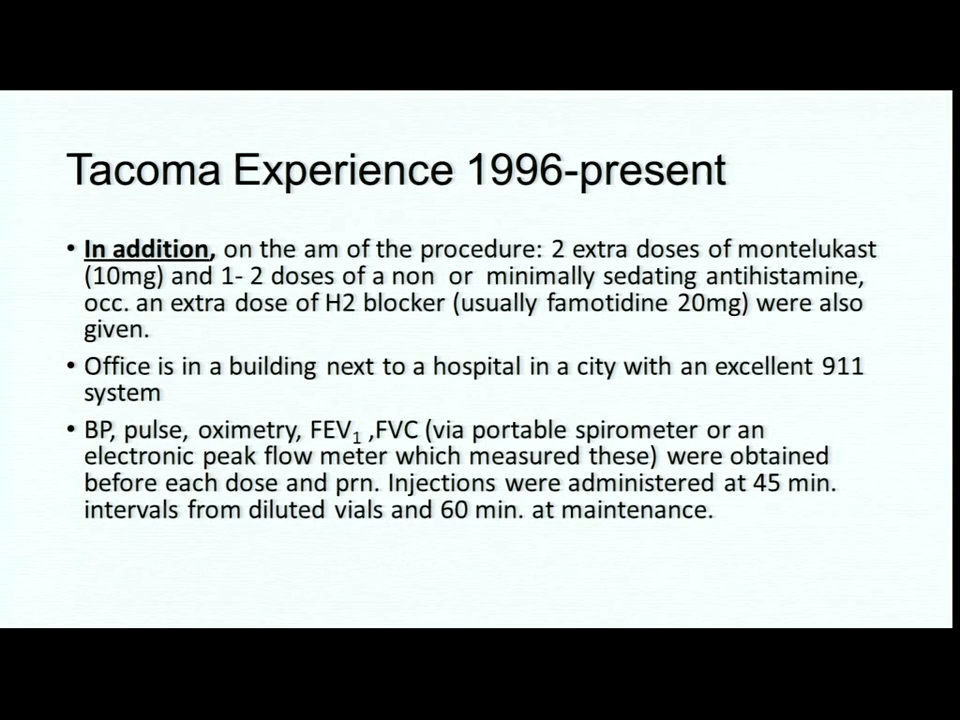 Tacoma Experience 1996-present
• In addition, on the am of the procedure: 2 extra doses of montelukast
(10mg) and 1- 2 doses of a non or minimally sedating antihistamine,
occ. an extra dose of H2 blocker (usually famotidine 20mg) were also
given.
• Office is in a building next to a hospital in a city with an excellent 911
system
• BP, pulse, oximetry, FEV1 ,FVC (via portable spirometer or an
electronic peak flow meter which measured these) were obtained
before each dose and prn. Injections were administered at 45 min.
intervals from diluted vials and 60 min. at maintenance.